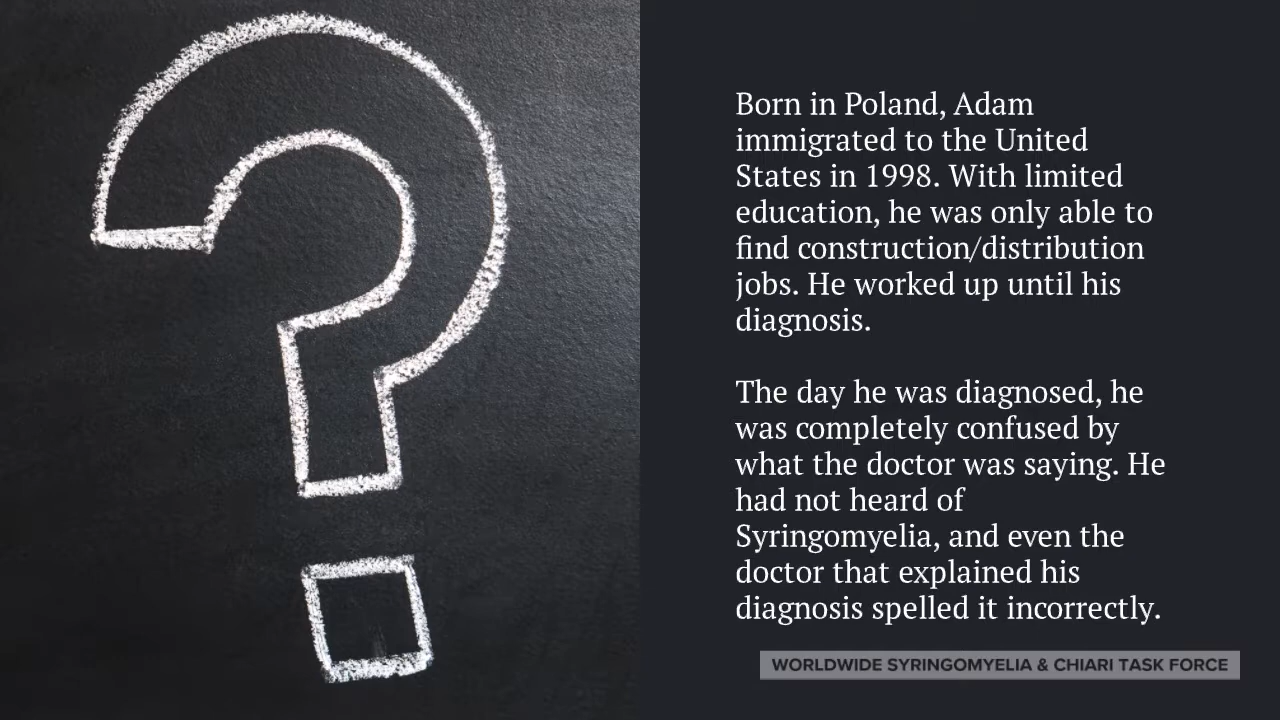 Born in Poland, Adam
immigrated to the United
States in 1998. With limited
education, he was only able to
find construction/distribution
jobs. He worked up until his
diagnosis.
The day he was diagnosed, he
was completely confused by
what the doctor was saying. He
had not heard of
Syringomyelia, and even the
doctor that explained his
diagnosis spelled it incorrectly.
WORLDWIDE SYRINGOMYELIA & CHIARI TASK FORCE